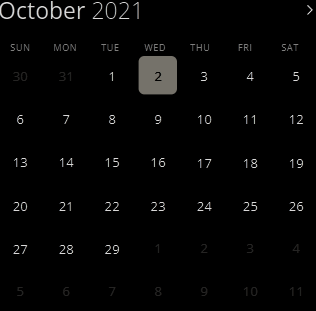 October 2021
SUN MON TUE WED THU FRI SAT
30 31 1 2 3 4 5
6 7 8 9 10 11 12
13 14 15 16 17 18 19
20 21 22 23 24 25 26
27 28 29 1 2 3 4
5 6 7 8 9 10 11